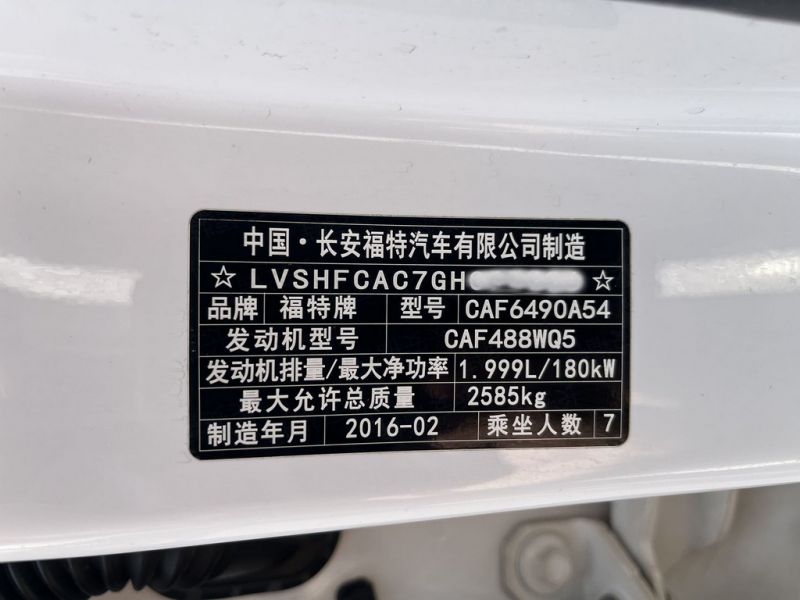 中国·长安福特汽车有限公司制造
☆ LVSHFCAC7GH ☆
品牌 福特牌 型号 CAF6490A54
发动机型号 CAF488WQ5
发动机排量/最大净功率 1.999L/180kW
最大允许总质量 2585kg
制造年月 2016-02 乘坐人数 7